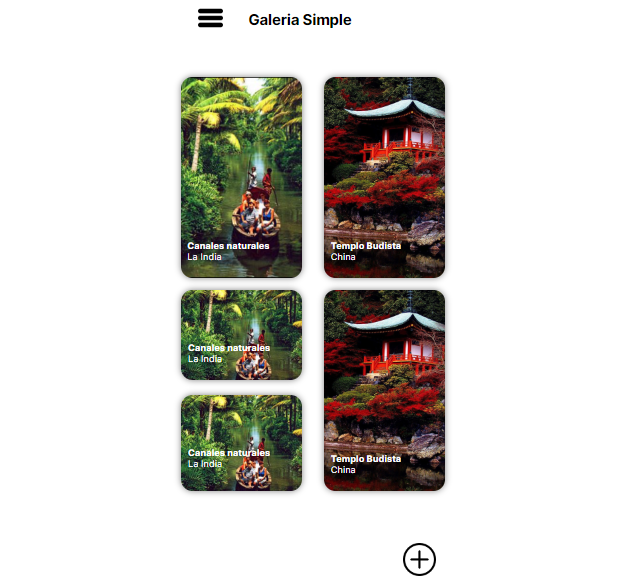 Galeria Simple
Canales naturales
La India
Templo Budista
China
Canales naturales
La India
Canales naturales
La India
Templo Budista
China